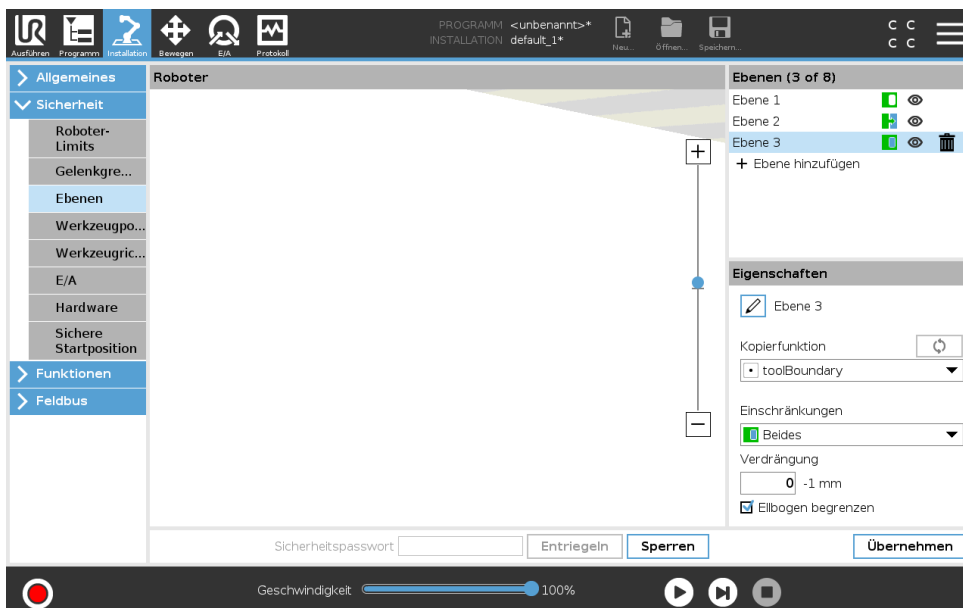 PROGRAMM <unbenannt>*
INSTALLATION default_1*
Ausführen Programm Installation Bewegen E/A Protokoll Neu... Öffnen... Speichern...
C C
C C
Allgemeines
Sicherheit
Roboter-
Limits
Gelenkgre...
Ebenen
Werkzeugpo...
Werkzeugric...
E/A
Hardware
Sichere
Startposition
Funktionen
Feldbus
Roboter
+
−
Ebenen (3 of 8)
Ebene 1
Ebene 2
Ebene 3
+ Ebene hinzufügen
Eigenschaften
Ebene 3
Kopierfunktion
toolBoundary
Einschränkungen
Beides
Verdrängung
0 -1 mm
Ellbogen begrenzen
Sicherheitspasswort Entriegeln Sperren Übernehmen
Geschwindigkeit 100%